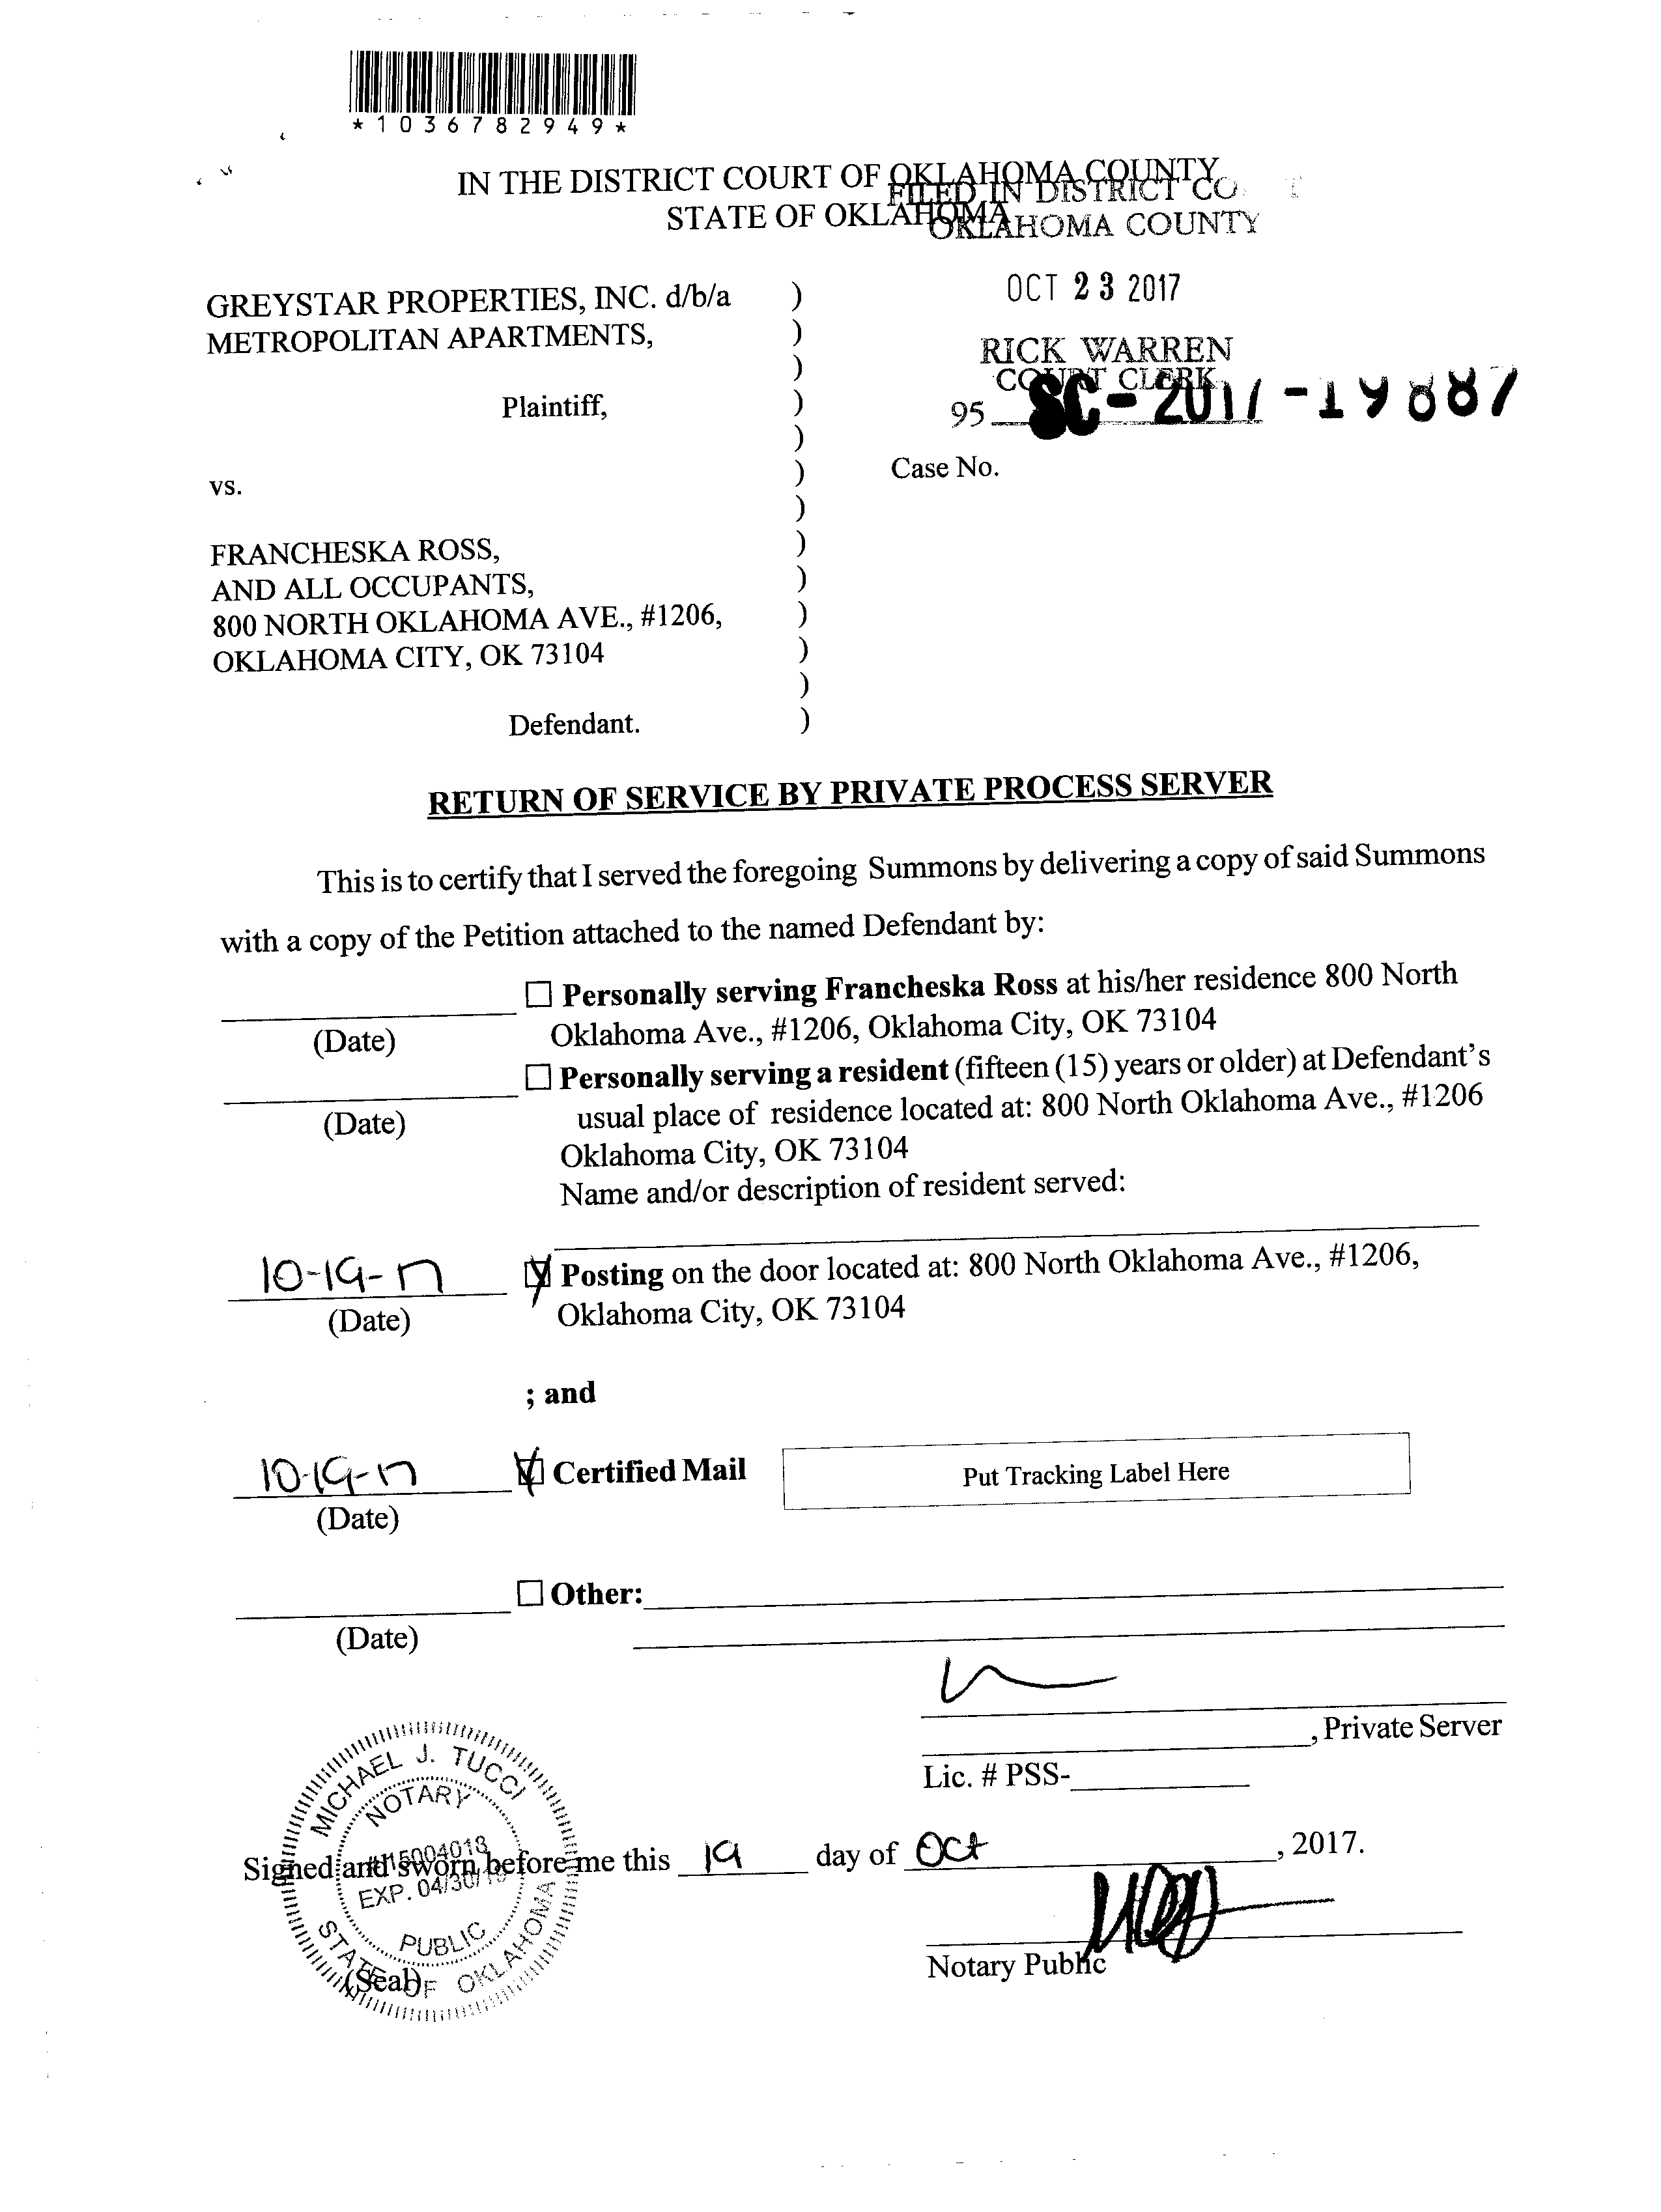 *1036782949*
IN THE DISTRICT COURT OF OKLAHOMA COUNTY
STATE OF OKLAHOMA
FILED IN DISTRICT CO
OKLAHOMA COUNTY
OCT 23 2017
RICK WARREN
COURT CLERK
95
SC-2017-19887
GREYSTAR PROPERTIES, INC. d/b/a )
METROPOLITAN APARTMENTS, )
)
Plaintiff, )
)
vs. )
Case No.
)
FRANCHESKA ROSS, )
AND ALL OCCUPANTS, )
800 NORTH OKLAHOMA AVE., #1206, )
OKLAHOMA CITY, OK 73104 )
)
Defendant. )
RETURN OF SERVICE BY PRIVATE PROCESS SERVER
This is to certify that I served the foregoing Summons by delivering a copy of said Summons
with a copy of the Petition attached to the named Defendant by:
☐ Personally serving Francheska Ross at his/her residence 800 North
(Date) Oklahoma Ave., #1206, Oklahoma City, OK 73104
☐ Personally serving a resident (fifteen (15) years or older) at Defendant's
(Date) usual place of residence located at: 800 North Oklahoma Ave., #1206
Oklahoma City, OK 73104
Name and/or description of resident served:
10-19-17 ☑ Posting on the door located at: 800 North Oklahoma Ave., #1206,
(Date) Oklahoma City, OK 73104
; and
10-19-17 ☑ Certified Mail Put Tracking Label Here
(Date)
☐ Other:
(Date)
, Private Server
Lic. # PSS-
Signed and sworn before me this 19 day of Oct, 2017.
Notary Public
(Seal)
MICHAEL J. TUCCI
NOTARY
#15004018
EXP. 04/30/19
PUBLIC
STATE OF OKLAHOMA